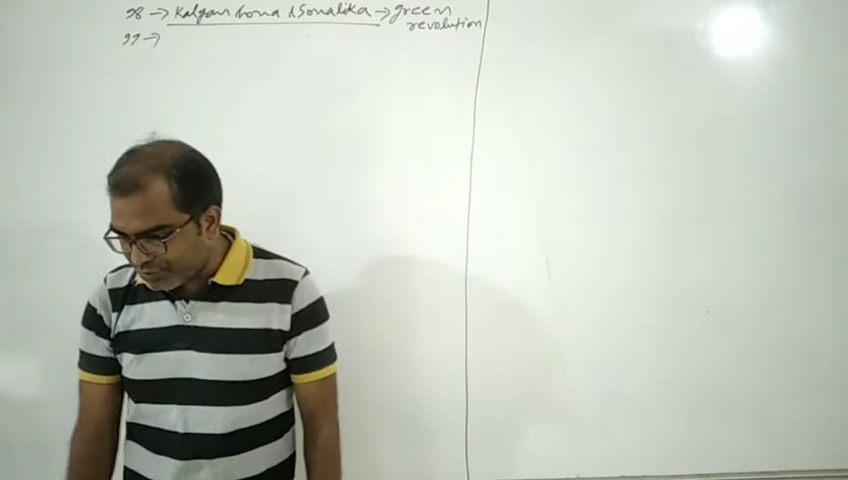 98 → Kalyan Sona & Sonalika → green
revolution
99 →